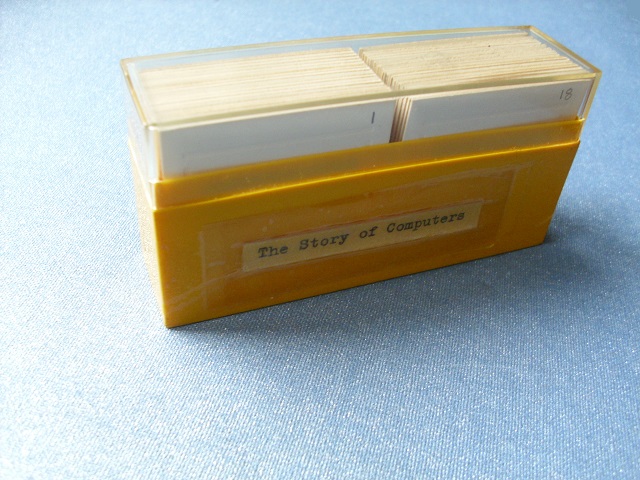 1
18
The Story of Computers